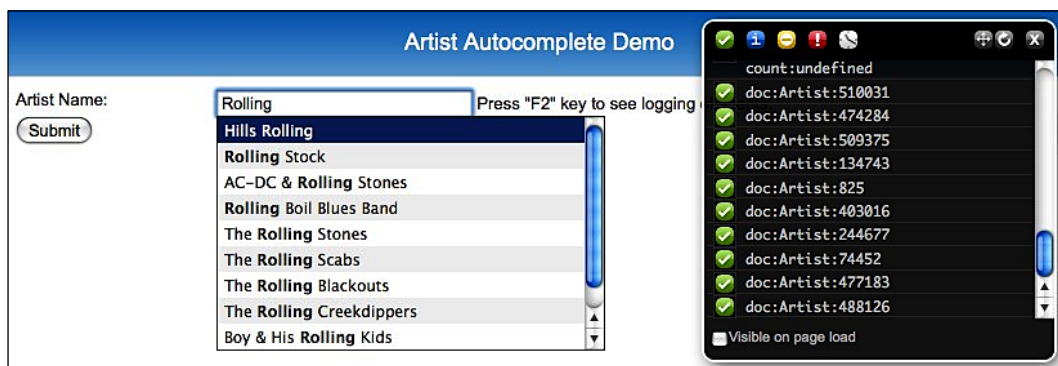 Artist Autocomplete Demo
Artist Name:
Rolling
Press "F2" key to see logging
Submit
Hills Rolling
Rolling Stock
AC-DC & Rolling Stones
Rolling Boil Blues Band
The Rolling Stones
The Rolling Scabs
The Rolling Blackouts
The Rolling Creekdippers
Boy & His Rolling Kids
count:undefined
doc:Artist:510031
doc:Artist:474284
doc:Artist:509375
doc:Artist:134743
doc:Artist:825
doc:Artist:403016
doc:Artist:244677
doc:Artist:74452
doc:Artist:477183
doc:Artist:488126
Visible on page load